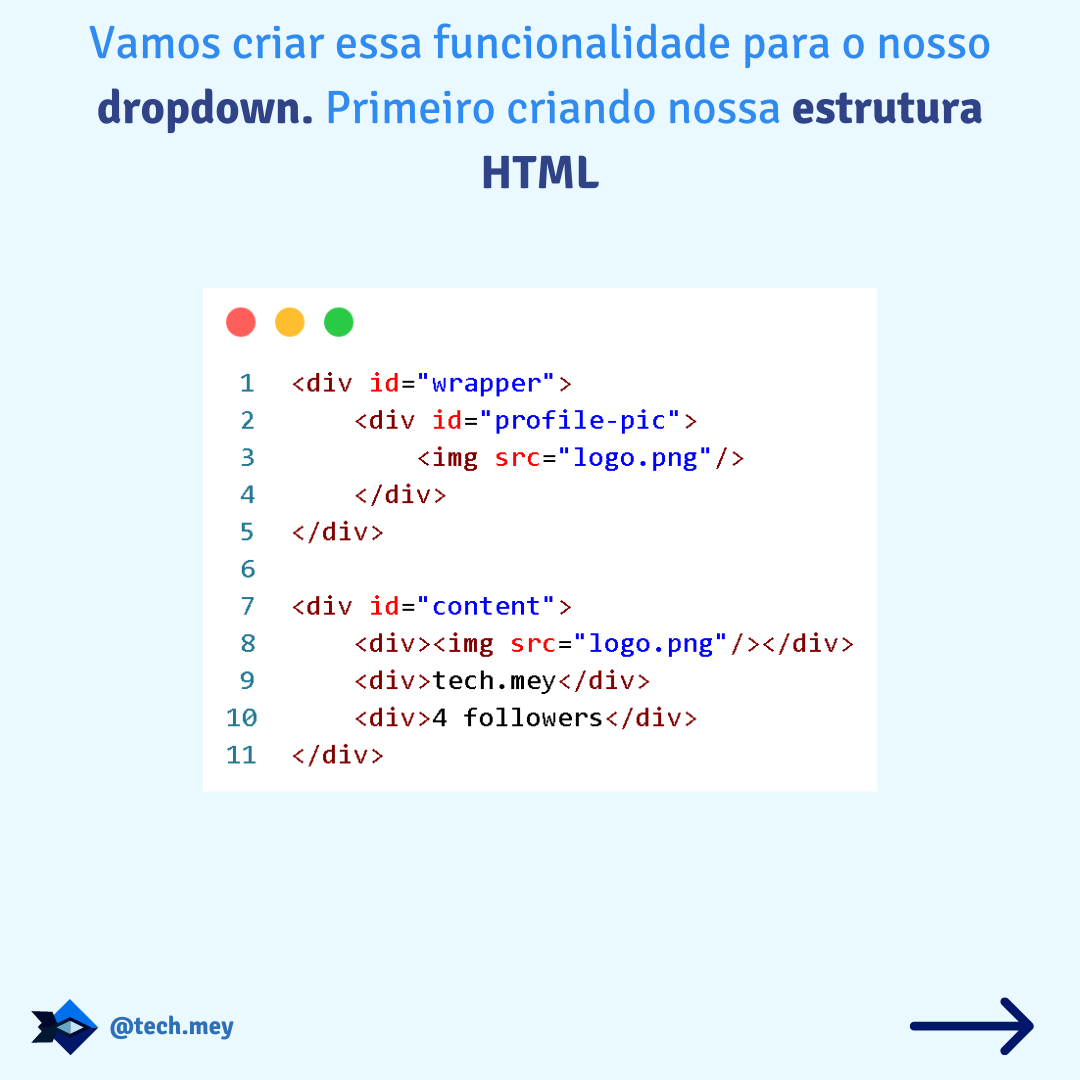 Vamos criar essa funcionalidade para o nosso
dropdown. Primeiro criando nossa estrutura
HTML
1 <div id="wrapper">
2     <div id="profile-pic">
3         <img src="logo.png"/>
4     </div>
5 </div>
6
7 <div id="content">
8     <div><img src="logo.png"/></div>
9     <div>tech.mey</div>
10     <div>4 followers</div>
11 </div>
@tech.mey